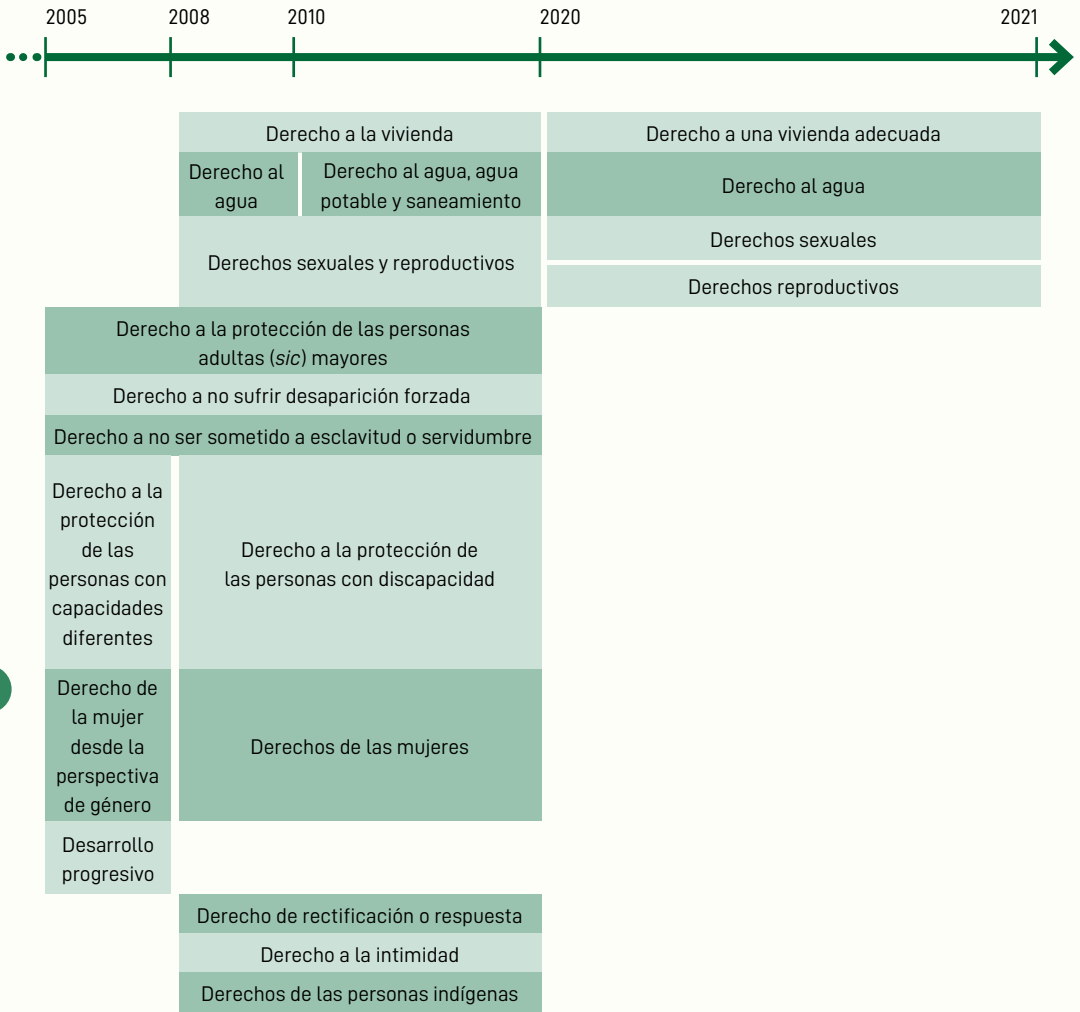 2005 2008 2010 2020 2021
Derecho a la vivienda
Derecho a una vivienda adecuada
Derecho al
agua
Derecho al agua, agua
potable y saneamiento
Derecho al agua
Derechos sexuales y reproductivos
Derechos sexuales
Derechos reproductivos
Derecho a la protección de las personas
adultas (sic) mayores
Derecho a no sufrir desaparición forzada
Derecho a no ser sometido a esclavitud o servidumbre
Derecho a la
protección
de las
personas con
capacidades
diferentes
Derecho a la protección de
las personas con discapacidad
Derecho de
la mujer
desde la
perspectiva
de género
Derechos de las mujeres
Desarrollo
progresivo
Derecho de rectificación o respuesta
Derecho a la intimidad
Derechos de las personas indígenas